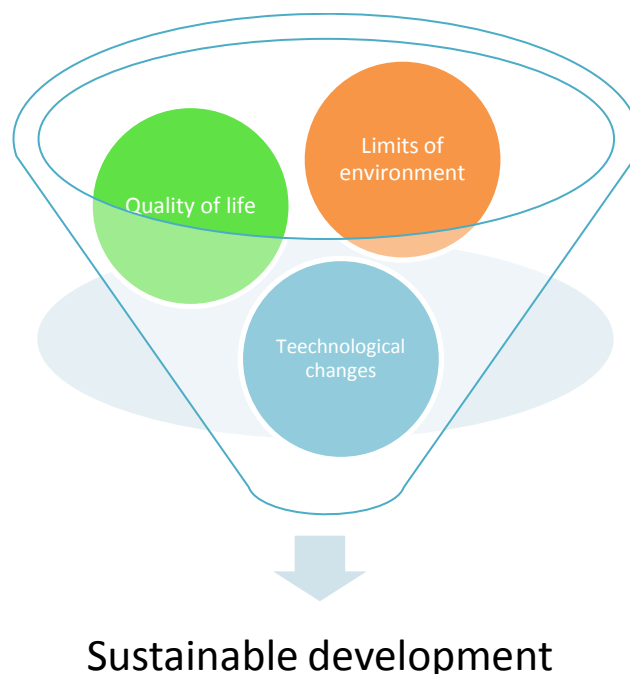 Limits of
environment
Quality of life
Teechnological
changes
Sustainable development